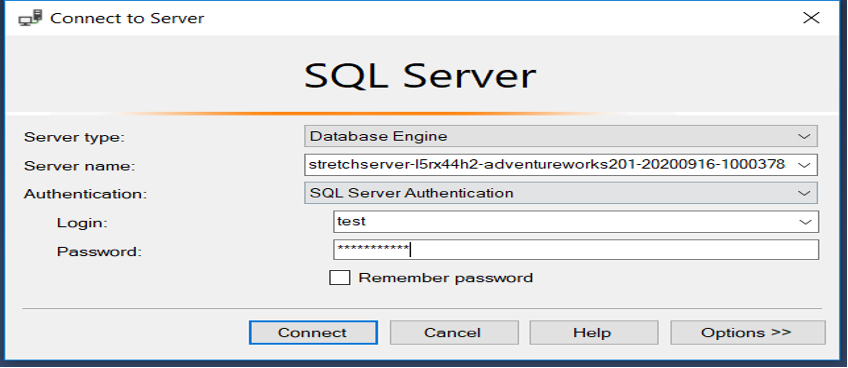 Connect to Server
SQL Server
Server type: Database Engine
Server name: stretchserver-l5rx44h2-adventureworks201-20200916-1000378
Authentication: SQL Server Authentication
Login: test
Password: ***********
Remember password
Connect Cancel Help Options >>